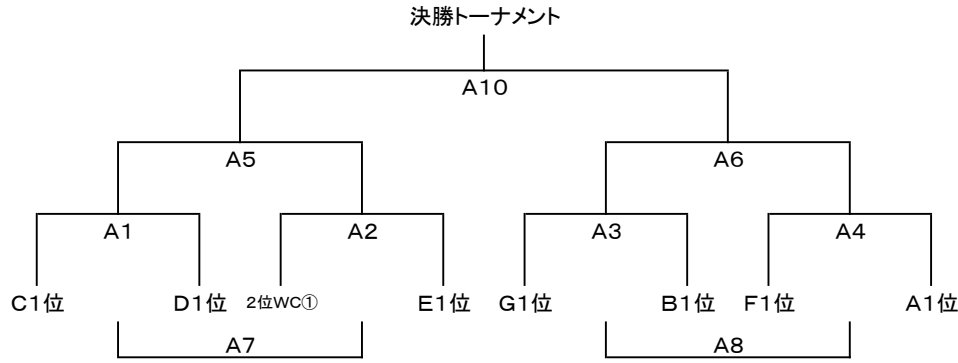 決勝トーナメント
A10
A5 A6
A1 A2 A3 A4
C1位 D1位 2位WC① E1位 G1位 B1位 F1位 A1位
A7 A8